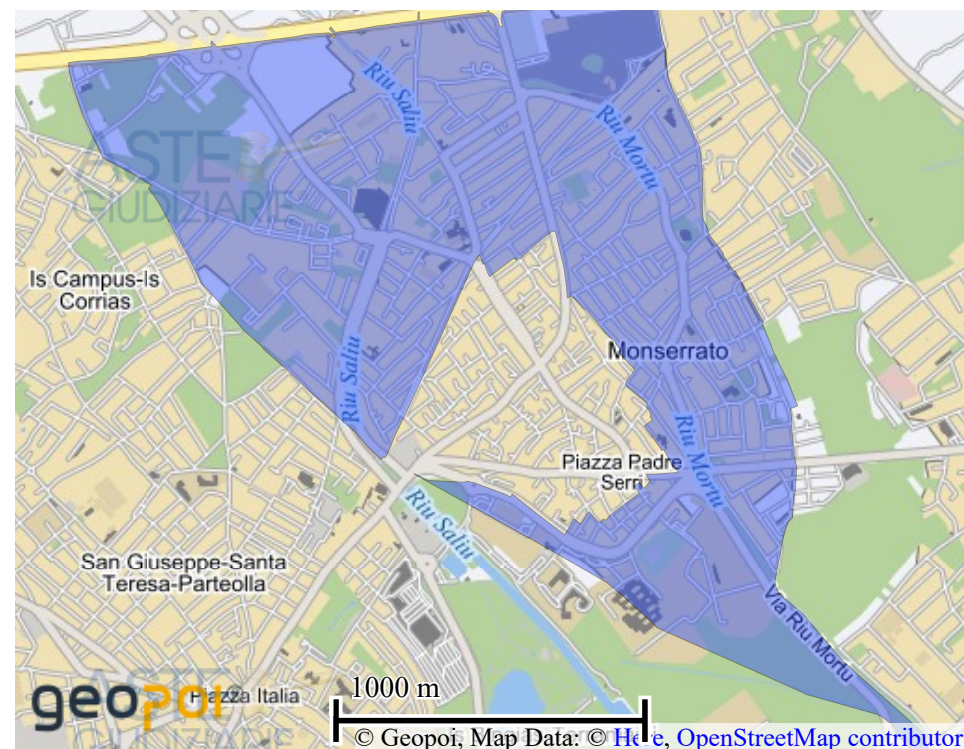 Riu Saliu
Riu Mortu
ASTE
GIUDIZIARIE
Is Campus-Is
Corrias
Riu Saliu
Monserrato
Riu Mortu
Piazza Padre
Serri
Riu Saliu
San Giuseppe-Santa
Teresa-Parteolla
Via Riu Mortu
ASTE
geopoi
Piazza Italia
1000 m
GIUDIZIARIE
© Geopoi, Map Data: © Here, OpenStreetMap contributor